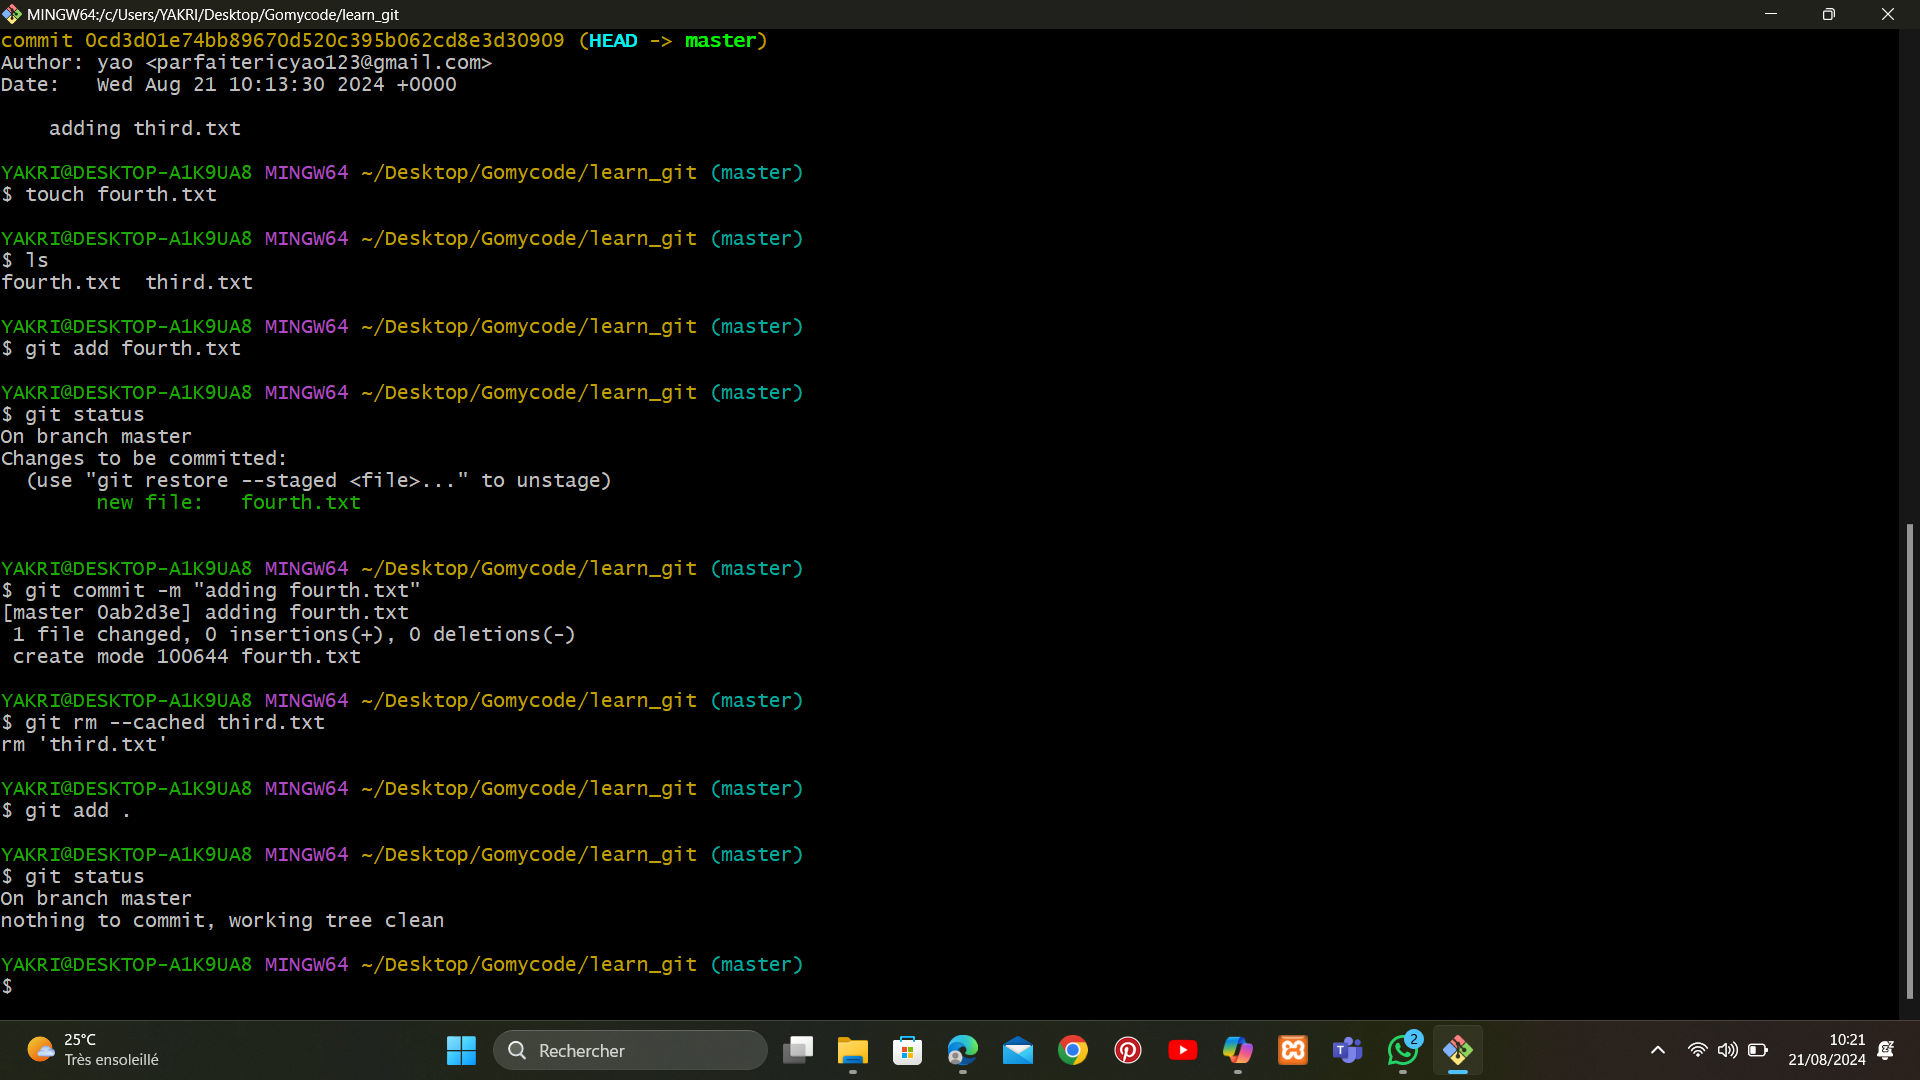 MINGW64:/c/Users/YAKRI/Desktop/Gomycode/learn_git
commit 0cd3d01e74bb89670d520c395b062cd8e3d30909 (HEAD -> master)
Author: yao <parfaitericyao123@gmail.com>
Date:   Wed Aug 21 10:13:30 2024 +0000
    adding third.txt
YAKRI@DESKTOP-A1K9UA8 MINGW64 ~/Desktop/Gomycode/learn_git (master)
$ touch fourth.txt
YAKRI@DESKTOP-A1K9UA8 MINGW64 ~/Desktop/Gomycode/learn_git (master)
$ ls
fourth.txt  third.txt
YAKRI@DESKTOP-A1K9UA8 MINGW64 ~/Desktop/Gomycode/learn_git (master)
$ git add fourth.txt
YAKRI@DESKTOP-A1K9UA8 MINGW64 ~/Desktop/Gomycode/learn_git (master)
$ git status
On branch master
Changes to be committed:
  (use "git restore --staged <file>..." to unstage)
        new file:   fourth.txt
YAKRI@DESKTOP-A1K9UA8 MINGW64 ~/Desktop/Gomycode/learn_git (master)
$ git commit -m "adding fourth.txt"
[master 0ab2d3e] adding fourth.txt
 1 file changed, 0 insertions(+), 0 deletions(-)
 create mode 100644 fourth.txt
YAKRI@DESKTOP-A1K9UA8 MINGW64 ~/Desktop/Gomycode/learn_git (master)
$ git rm --cached third.txt
rm 'third.txt'
YAKRI@DESKTOP-A1K9UA8 MINGW64 ~/Desktop/Gomycode/learn_git (master)
$ git add .
YAKRI@DESKTOP-A1K9UA8 MINGW64 ~/Desktop/Gomycode/learn_git (master)
$ git status
On branch master
nothing to commit, working tree clean
YAKRI@DESKTOP-A1K9UA8 MINGW64 ~/Desktop/Gomycode/learn_git (master)
$
25°C
Très ensoleillé
Rechercher
2
10:21
21/08/2024